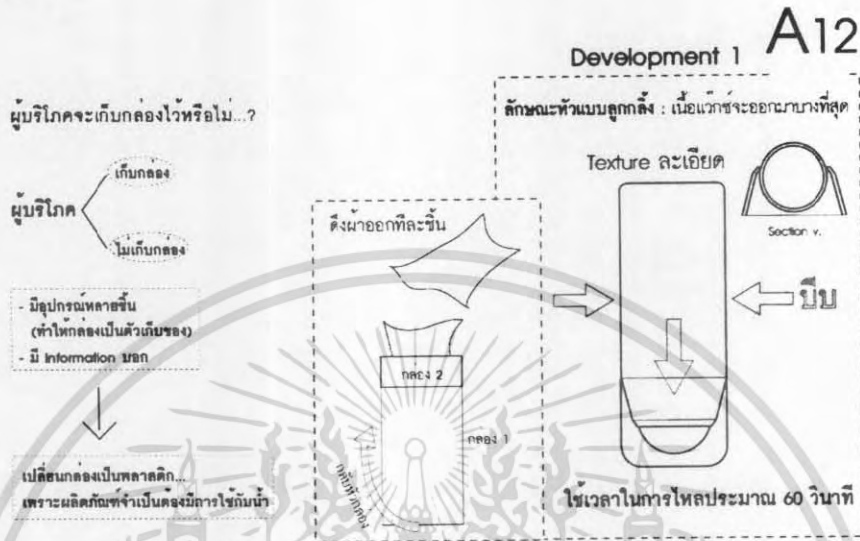 A12
Development 1
ผู้บริโภคจะเก็บกล่องไว้หรือไม่...?
ผู้บริโภค
เก็บกล่อง
ไม่เก็บกล่อง
- มีอุปกรณ์หลายชิ้น
(ทำให้กล่องเป็นตัวเก็บของ)
- มี Information บอก
เปลี่ยนกล่องเป็นพลาสติก...
เพราะผลิตภัณฑ์จำเป็นต้องมีการใช้กับน้ำ
ดึงผ้าออกทีละชิ้น
กล่อง 2
กล่อง 1
กลับหัวกล่อง
ลักษณะหัวแบบลูกกลิ้ง : เนื้อแว๊กซ์จะออกมาบางที่สุด
Texture ละเอียด
Section v.
บีบ
ใช้เวลาในการไหลประมาณ 60 วินาที